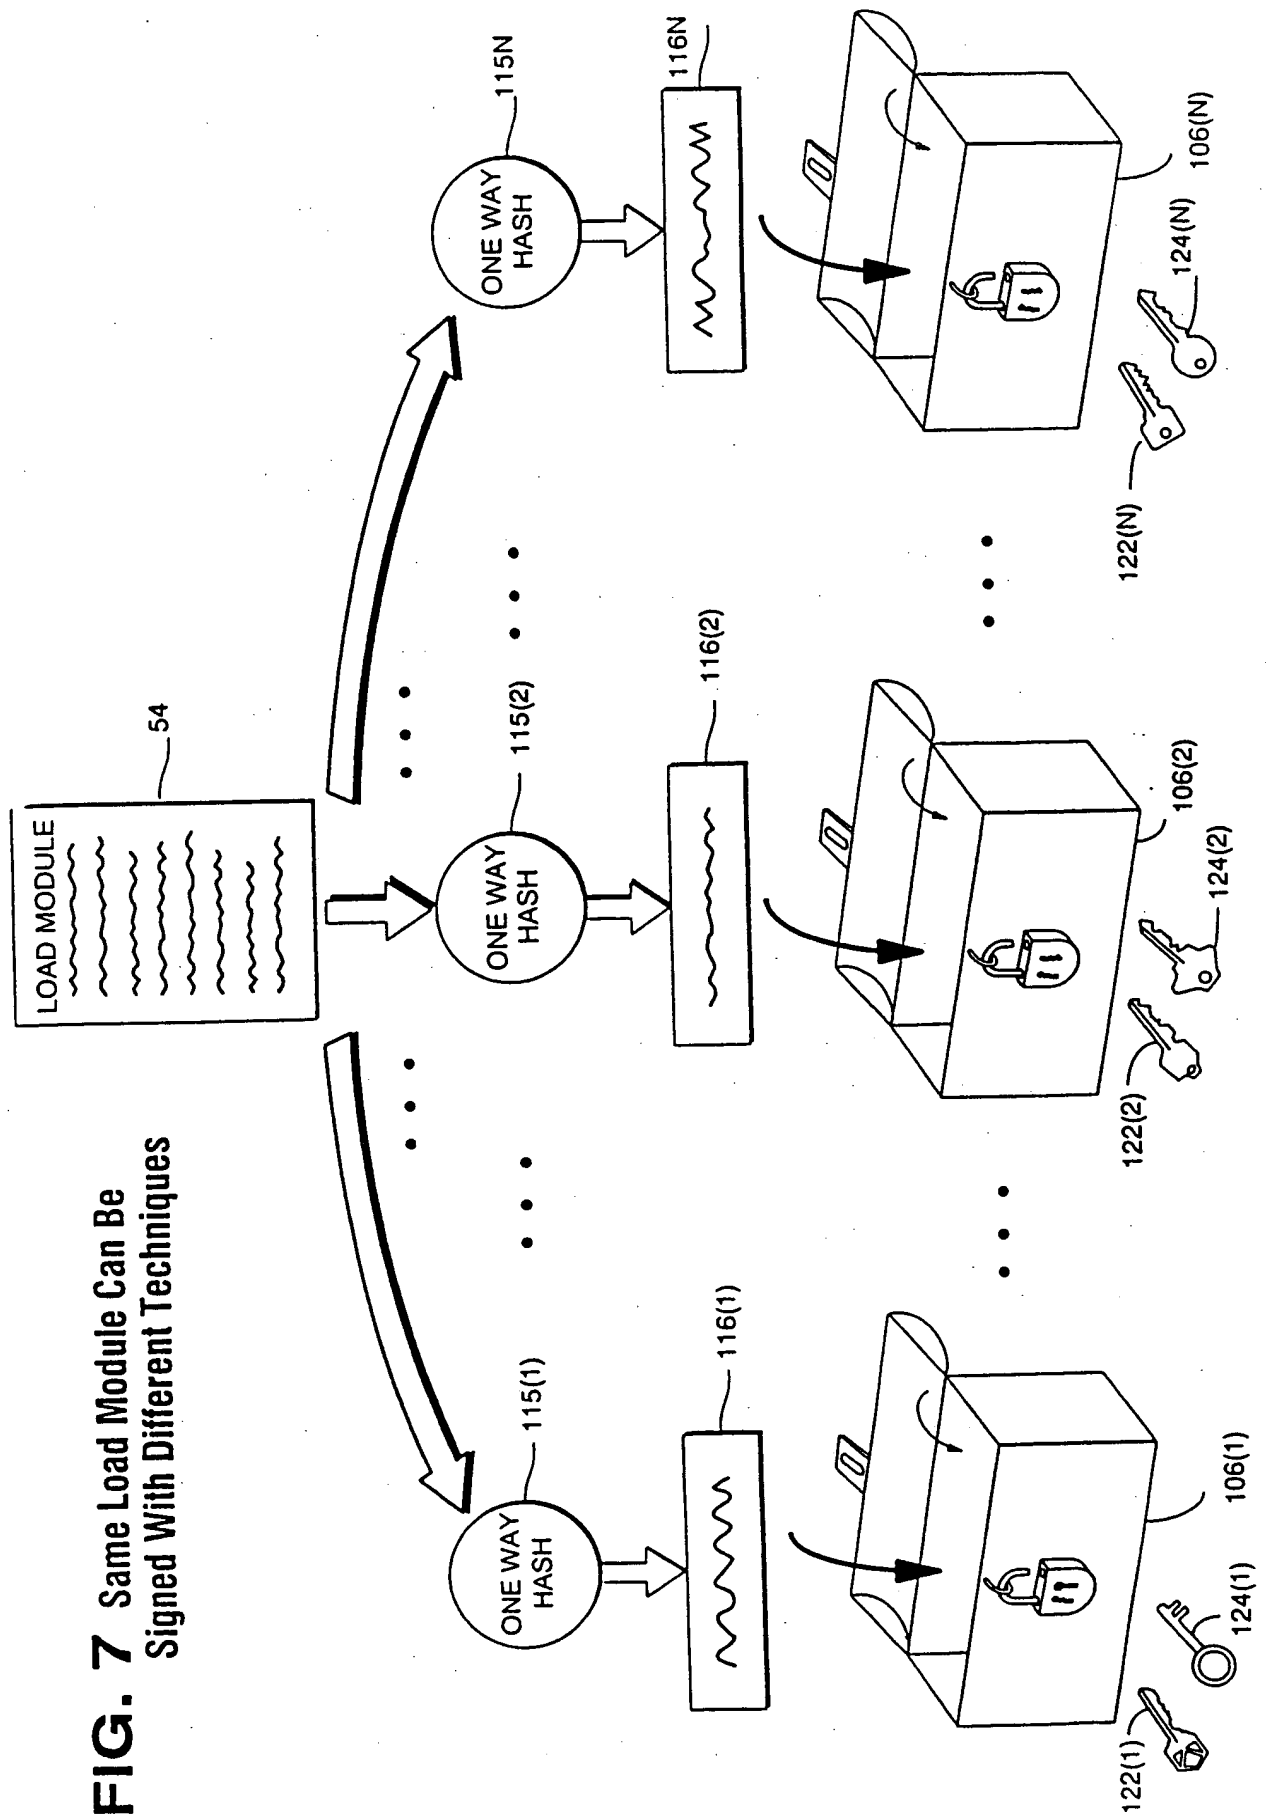 FIG. 7 Same Load Module Can Be
Signed With Different Techniques
LOAD MODULE
54
ONE WAY
HASH
115(1)
ONE WAY
HASH
115(2)
ONE WAY
HASH
115N
116(1)
116(2)
116N
106(1)
106(2)
106(N)
122(1)
124(1)
122(2)
124(2)
122(N)
124(N)